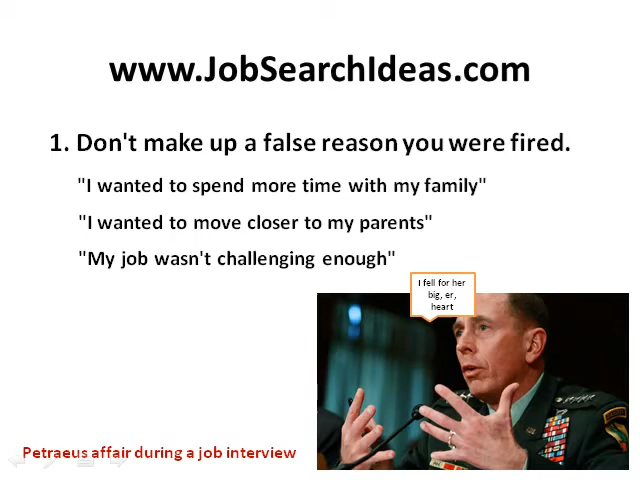 www.JobSearchIdeas.com
1. Don't make up a false reason you were fired.
"I wanted to spend more time with my family"
"I wanted to move closer to my parents"
"My job wasn't challenging enough"
I fell for her
big, er,
heart
Petraeus affair during a job interview